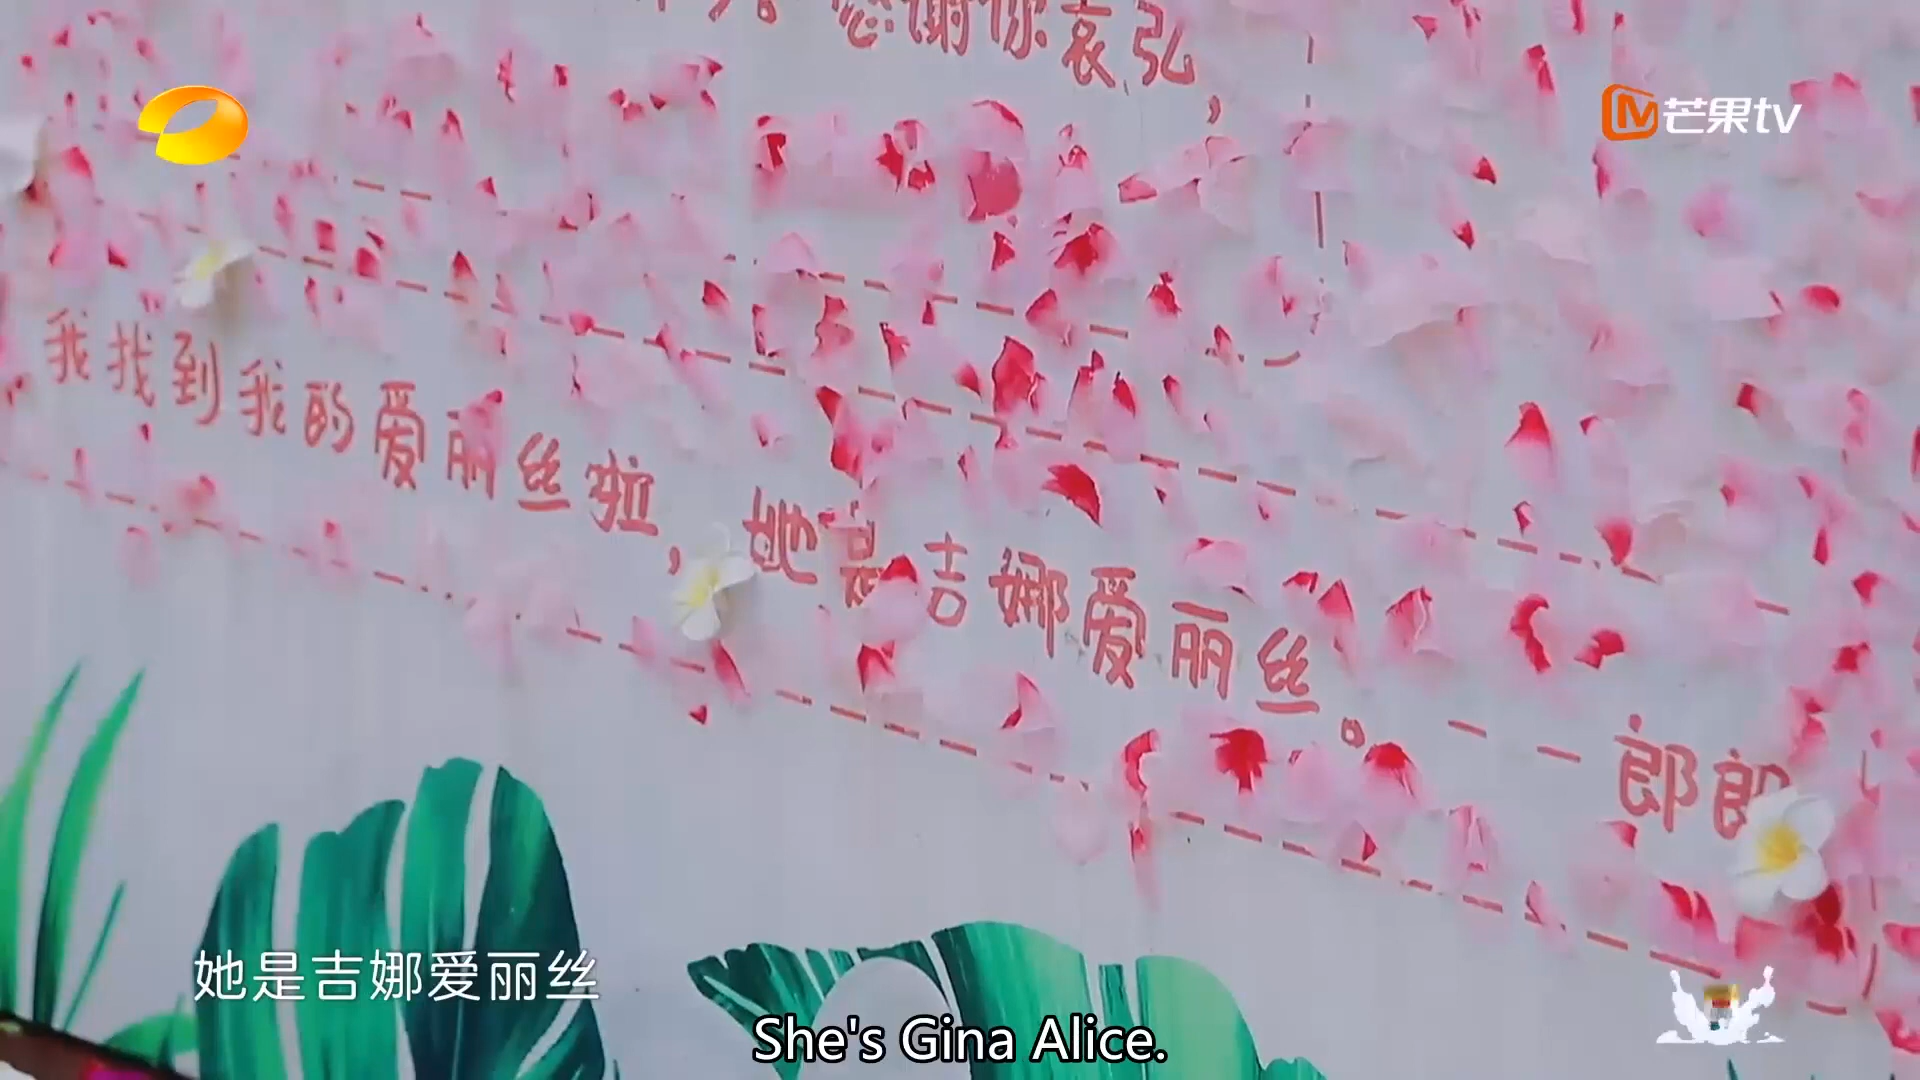 感谢你袁弘,
芒果tv
我找到我的爱丽丝啦,她是吉娜爱丽丝。——郎朗
她是吉娜爱丽丝
She's Gina Alice.